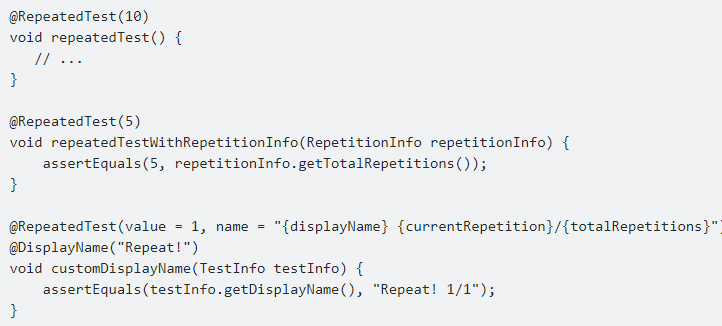 @RepeatedTest(10)
void repeatedTest() {
   // ...
}

@RepeatedTest(5)
void repeatedTestWithRepetitionInfo(RepetitionInfo repetitionInfo) {
    assertEquals(5, repetitionInfo.getTotalRepetitions());
}

@RepeatedTest(value = 1, name = "{displayName} {currentRepetition}/{totalRepetitions}")
@DisplayName("Repeat!")
void customDisplayName(TestInfo testInfo) {
    assertEquals(testInfo.getDisplayName(), "Repeat! 1/1");
}